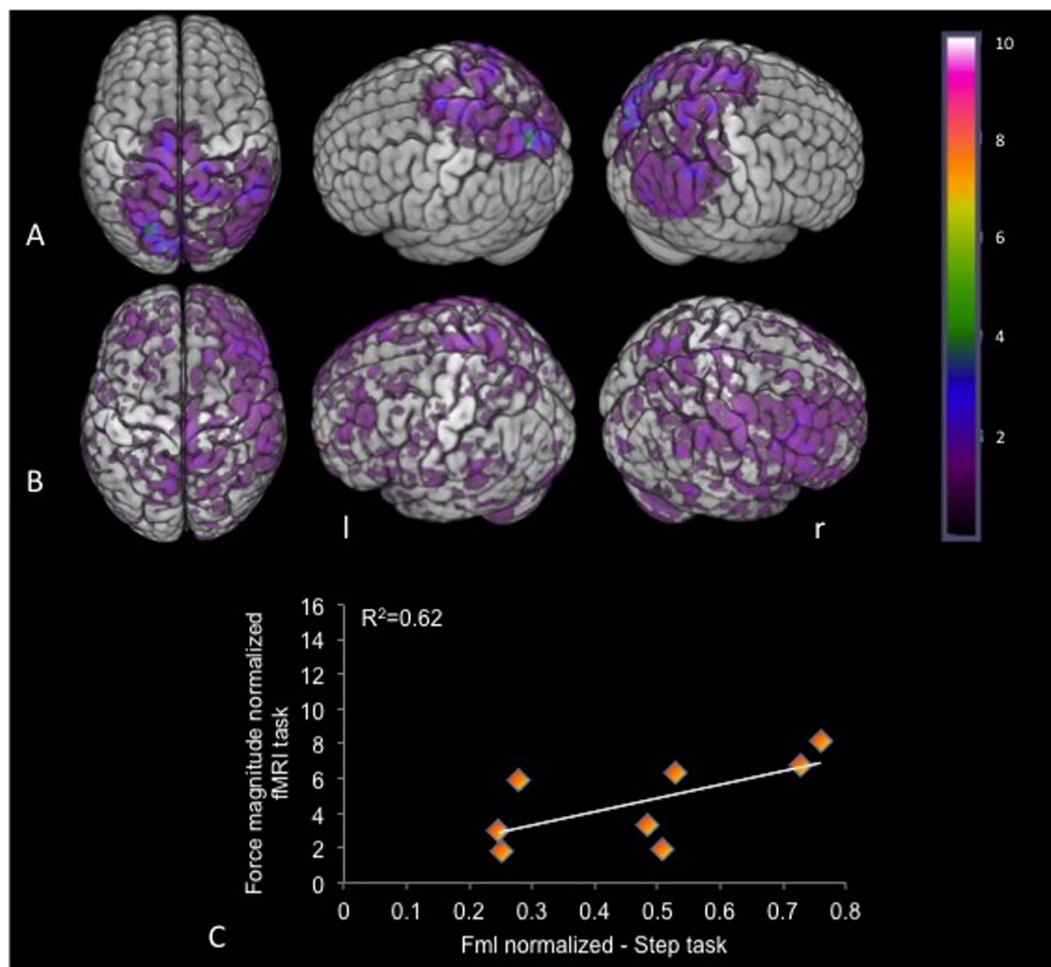 A
B
l
r
10
8
6
4
2
R²=0.62
Force magnitude normalized
fMRI task
16
14
12
10
8
6
4
2
0
0 0.1 0.2 0.3 0.4 0.5 0.6 0.7 0.8
Fml normalized - Step task
C